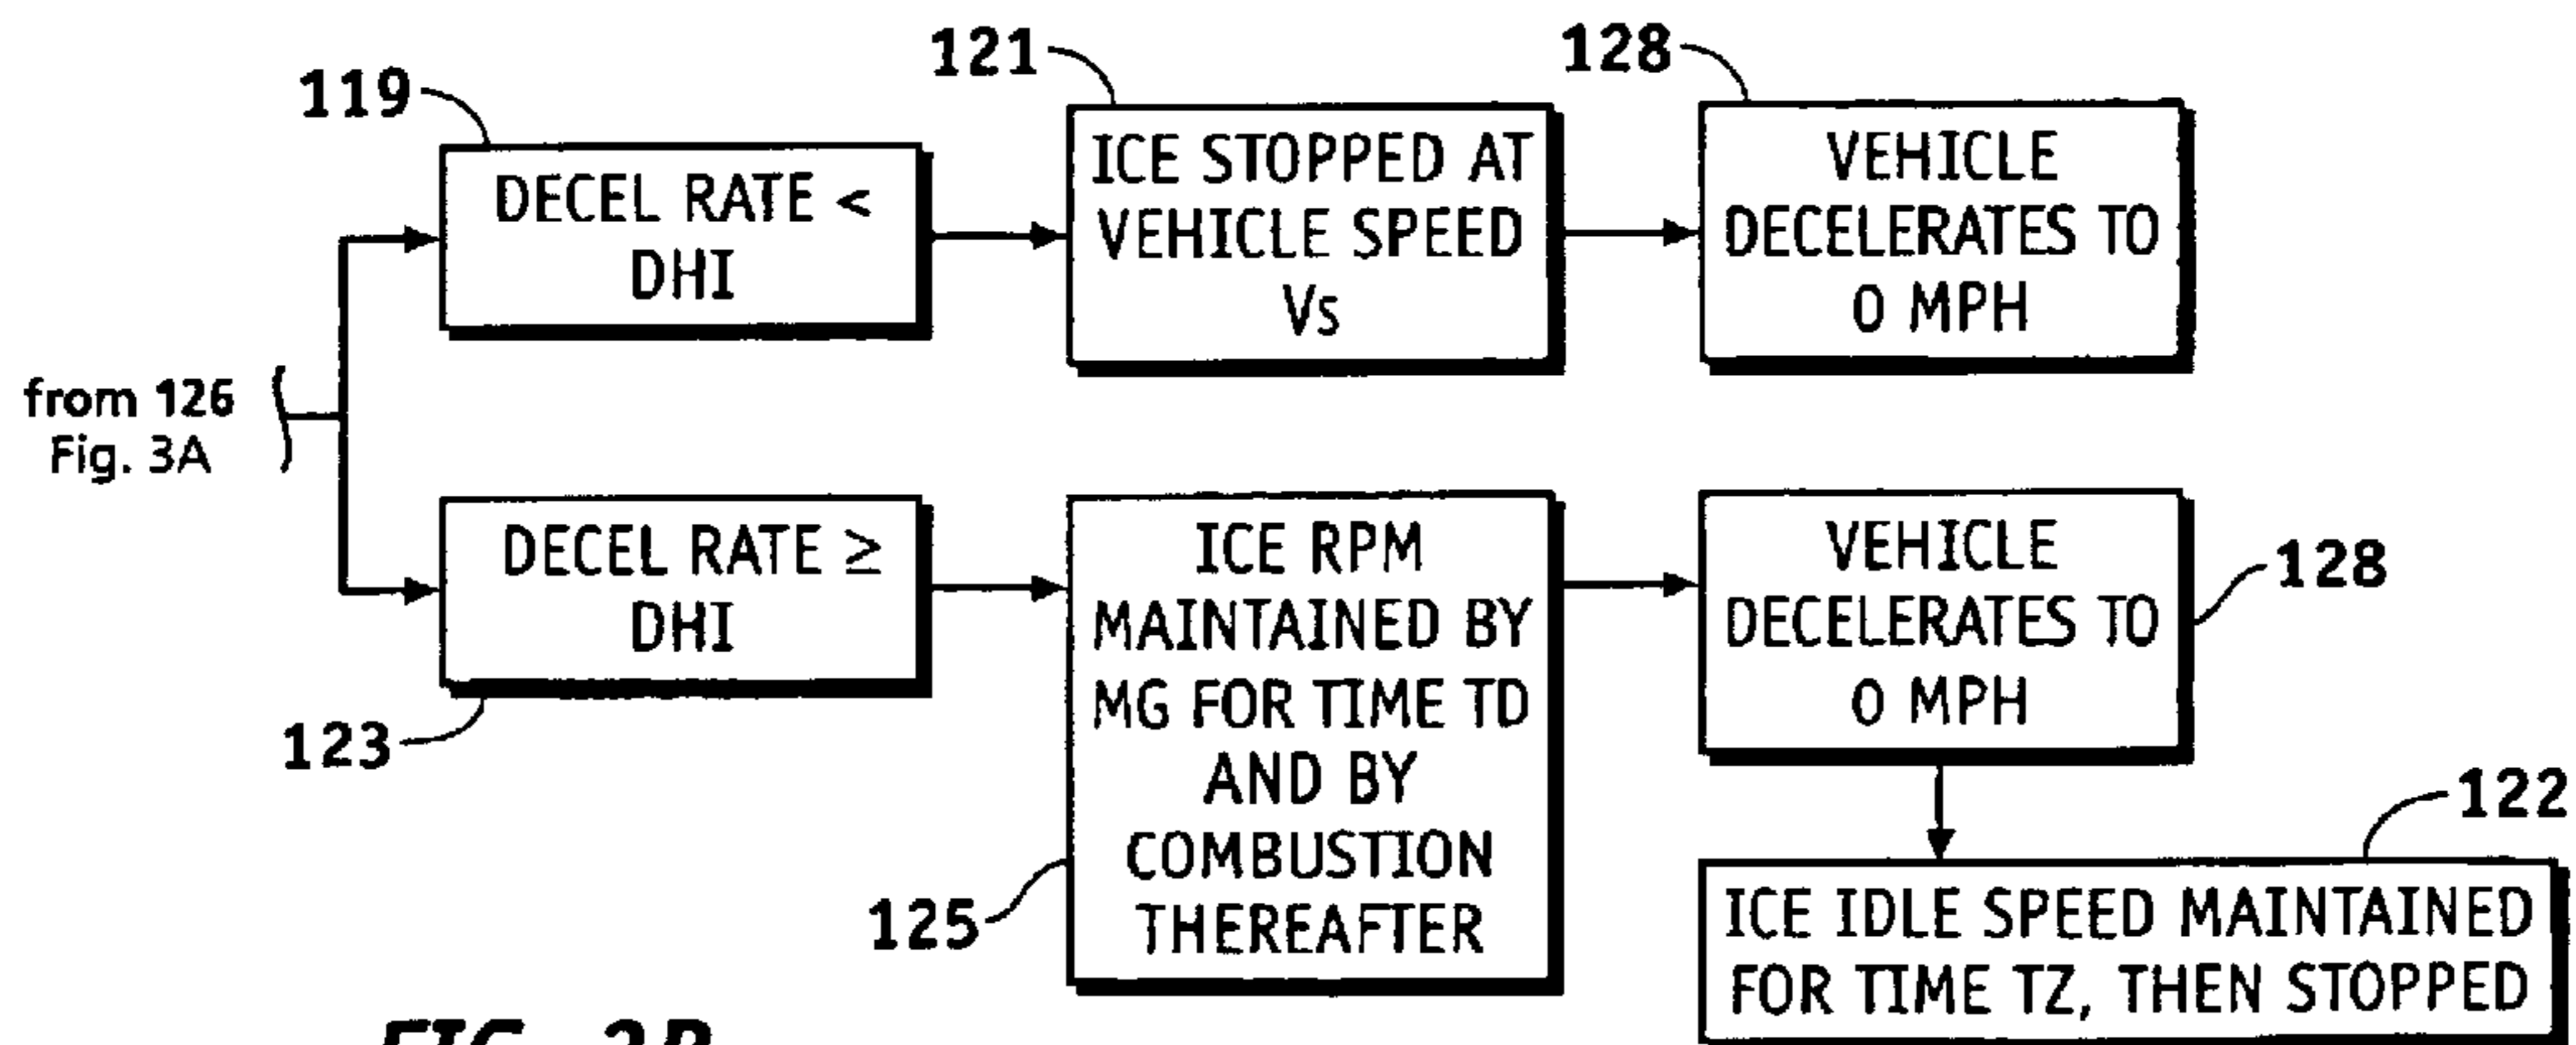 119
DECEL RATE <
DHI
121
ICE STOPPED AT
VEHICLE SPEED
Vs
128
VEHICLE
DECELERATES TO
0 MPH
from 126
Fig. 3A
DECEL RATE ≥
DHI
123
ICE RPM
MAINTAINED BY
MG FOR TIME TD
AND BY
COMBUSTION
THEREAFTER
125
VEHICLE
DECELERATES TO
0 MPH
128
122
ICE IDLE SPEED MAINTAINED
FOR TIME TZ, THEN STOPPED